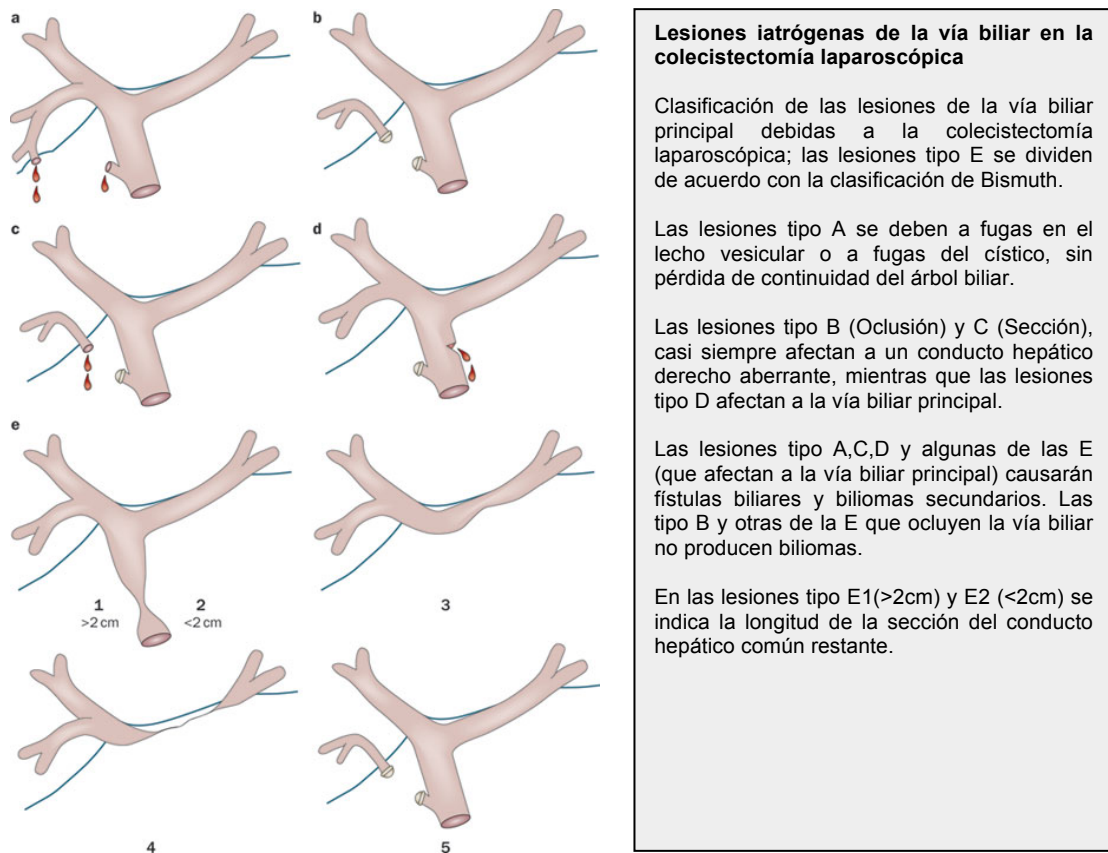 a
b
c
d
e
1
>2 cm
2
<2 cm
3
4
5
Lesiones iatrógenas de la vía biliar en la
colecistectomía laparoscópica
Clasificación de las lesiones de la vía biliar
principal debidas a la colecistectomía
laparoscópica; las lesiones tipo E se dividen
de acuerdo con la clasificación de Bismuth.
Las lesiones tipo A se deben a fugas en el
lecho vesicular o a fugas del cístico, sin
pérdida de continuidad del árbol biliar.
Las lesiones tipo B (Oclusión) y C (Sección),
casi siempre afectan a un conducto hepático
derecho aberrante, mientras que las lesiones
tipo D afectan a la vía biliar principal.
Las lesiones tipo A,C,D y algunas de las E
(que afectan a la vía biliar principal) causarán
fístulas biliares y biliomas secundarios. Las
tipo B y otras de la E que ocluyen la vía biliar
no producen biliomas.
En las lesiones tipo E1(>2cm) y E2 (<2cm) se
indica la longitud de la sección del conducto
hepático común restante.